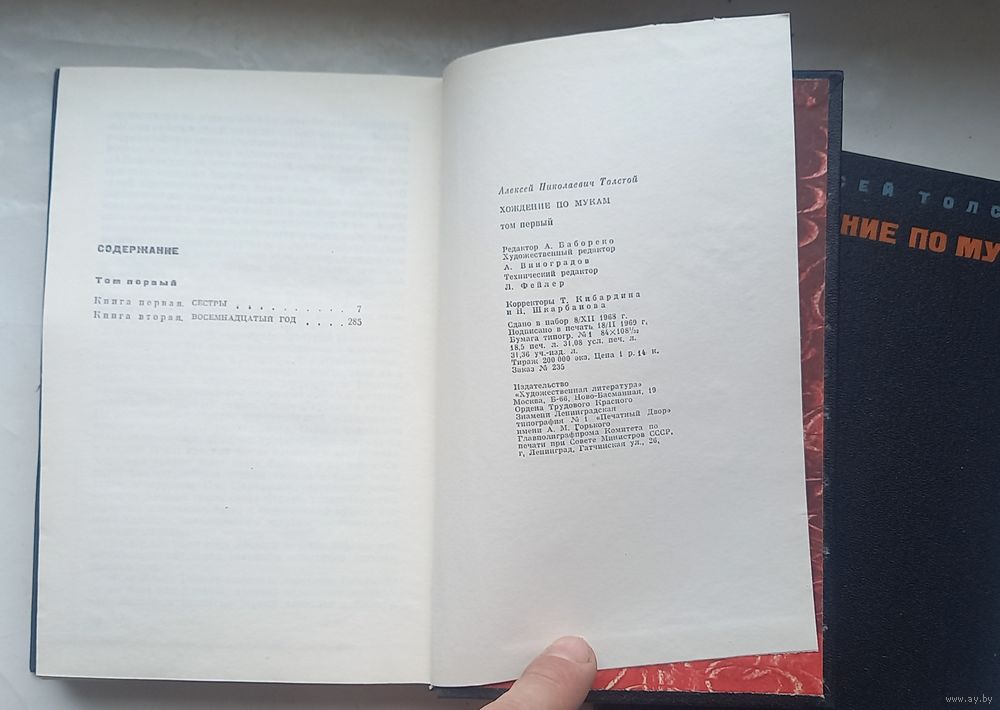 СОДЕРЖАНИЕ
Том первый
Книга первая. СЕСТРЫ . . . . . . . . . . 7
Книга вторая. ВОСЕМНАДЦАТЫЙ ГОД . . . . 285
Алексей Николаевич Толстой
ХОЖДЕНИЕ ПО МУКАМ
ТОМ ПЕРВЫЙ
Редактор А. Бабореко
Художественный редактор
А. Виноградов
Технический редактор
Л. Фейлер
Корректоры Т. Кибардина
и Н. Шкарбанова
Сдано в набор 8/XII 1968 г.
Подписано в печать 18/II 1969 г.
Бумага типогр. № 1 84×108¹/₃₂
18,5 печ. л. 31,08 усл. печ. л.
31,36 уч.-изд. л.
Тираж 200 000 экз. Цена 1 р. 14 к.
Заказ № 235
Издательство
«Художественная литература»
Москва, Б-66, Ново-Басманная, 19
Ордена Трудового Красного
Знамени Ленинградская
типография № 1 «Печатный Двор»
имени А. М. Горького
Главполиграфпрома Комитета по
печати при Совете Министров СССР,
г. Ленинград, Гатчинская ул., 26.
СЕЙ ТОЛС
НИЕ ПО МУ
www.ay.by